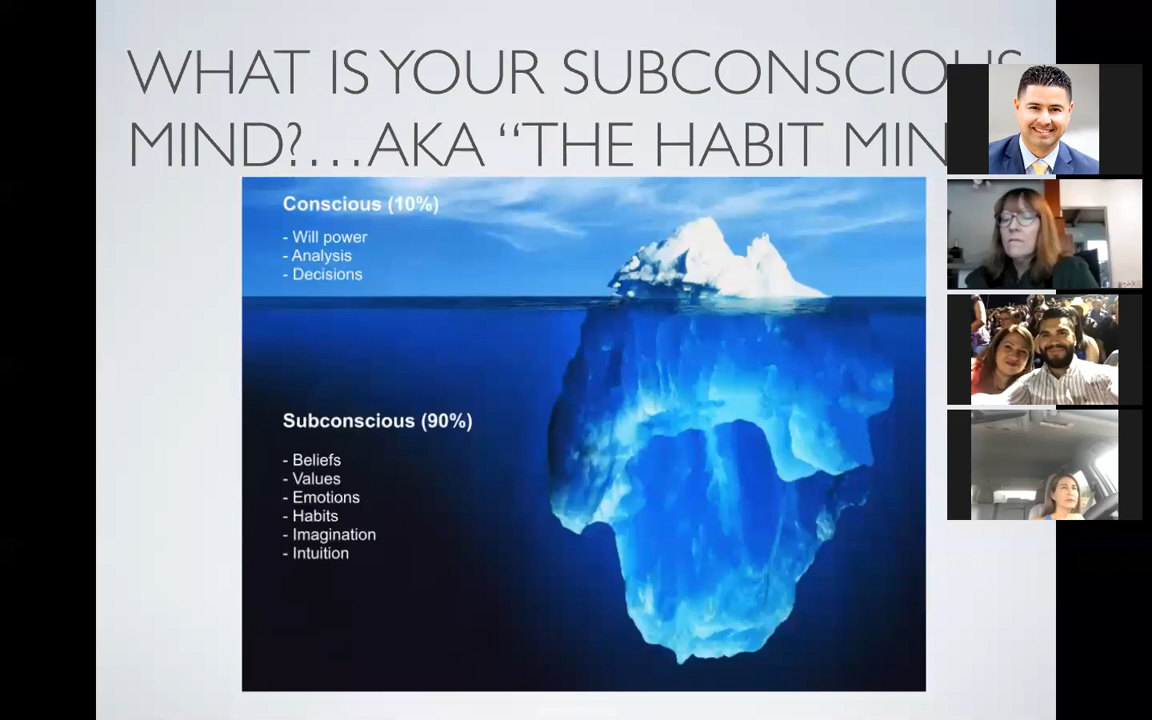 WHAT IS YOUR SUBCONSCIOUS
MIND?...AKA “THE HABIT MIN
Conscious (10%)
- Will power
- Analysis
- Decisions
Subconscious (90%)
- Beliefs
- Values
- Emotions
- Habits
- Imagination
- Intuition